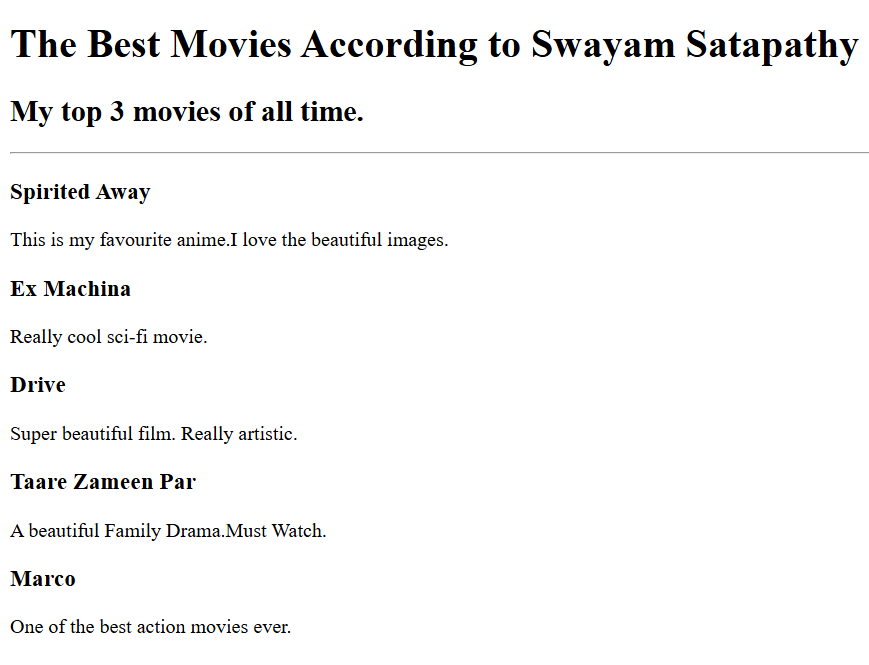 The Best Movies According to Swayam Satapathy
My top 3 movies of all time.
Spirited Away
This is my favourite anime.I love the beautiful images.
Ex Machina
Really cool sci-fi movie.
Drive
Super beautiful film. Really artistic.
Taare Zameen Par
A beautiful Family Drama.Must Watch.
Marco
One of the best action movies ever.